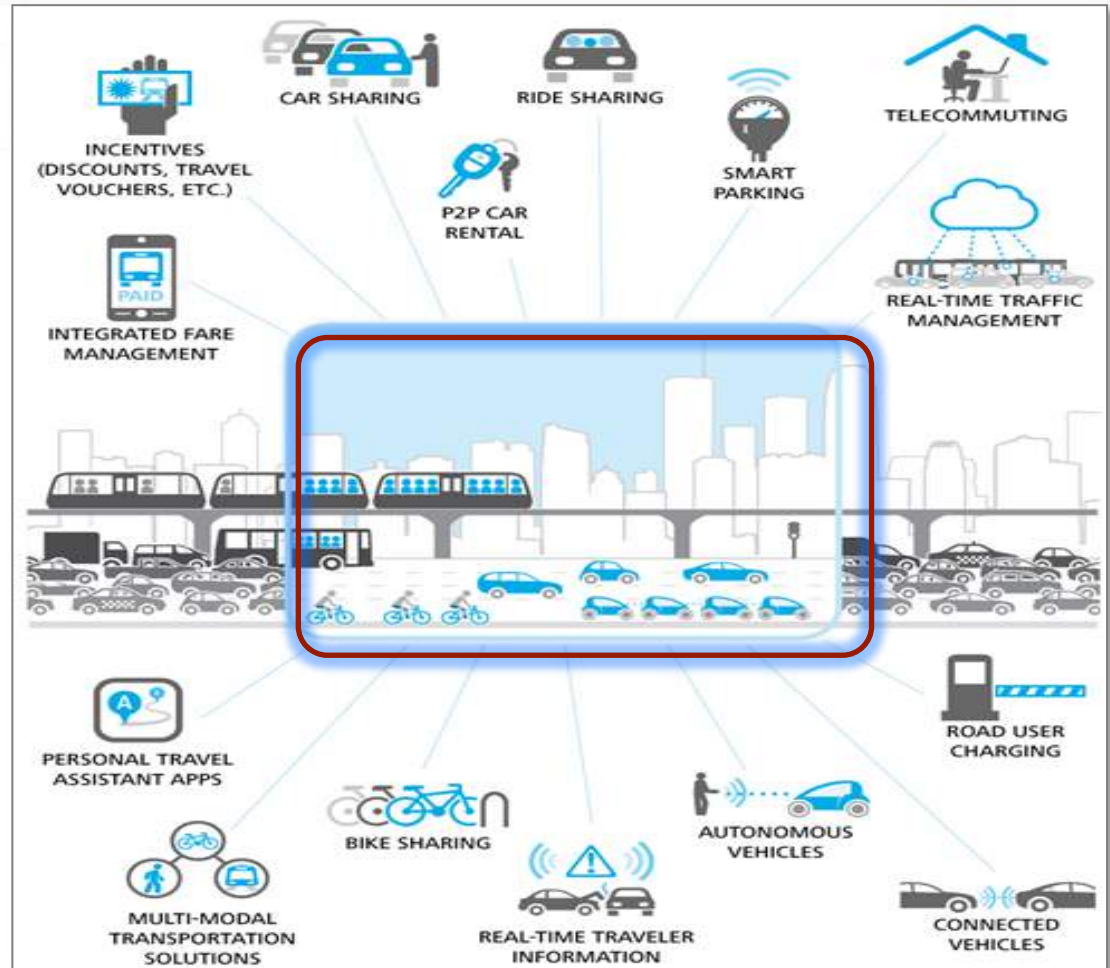 CAR SHARING
RIDE SHARING
TELECOMMUTING
INCENTIVES
(DISCOUNTS, TRAVEL
VOUCHERS, ETC.)
P2P CAR
RENTAL
SMART
PARKING
PAID
INTEGRATED FARE
MANAGEMENT
REAL-TIME TRAFFIC
MANAGEMENT
A
PERSONAL TRAVEL
ASSISTANT APPS
ROAD USER
CHARGING
BIKE SHARING
AUTONOMOUS
VEHICLES
MULTI-MODAL
TRANSPORTATION
SOLUTIONS
REAL-TIME TRAVELER
INFORMATION
CONNECTED
VEHICLES